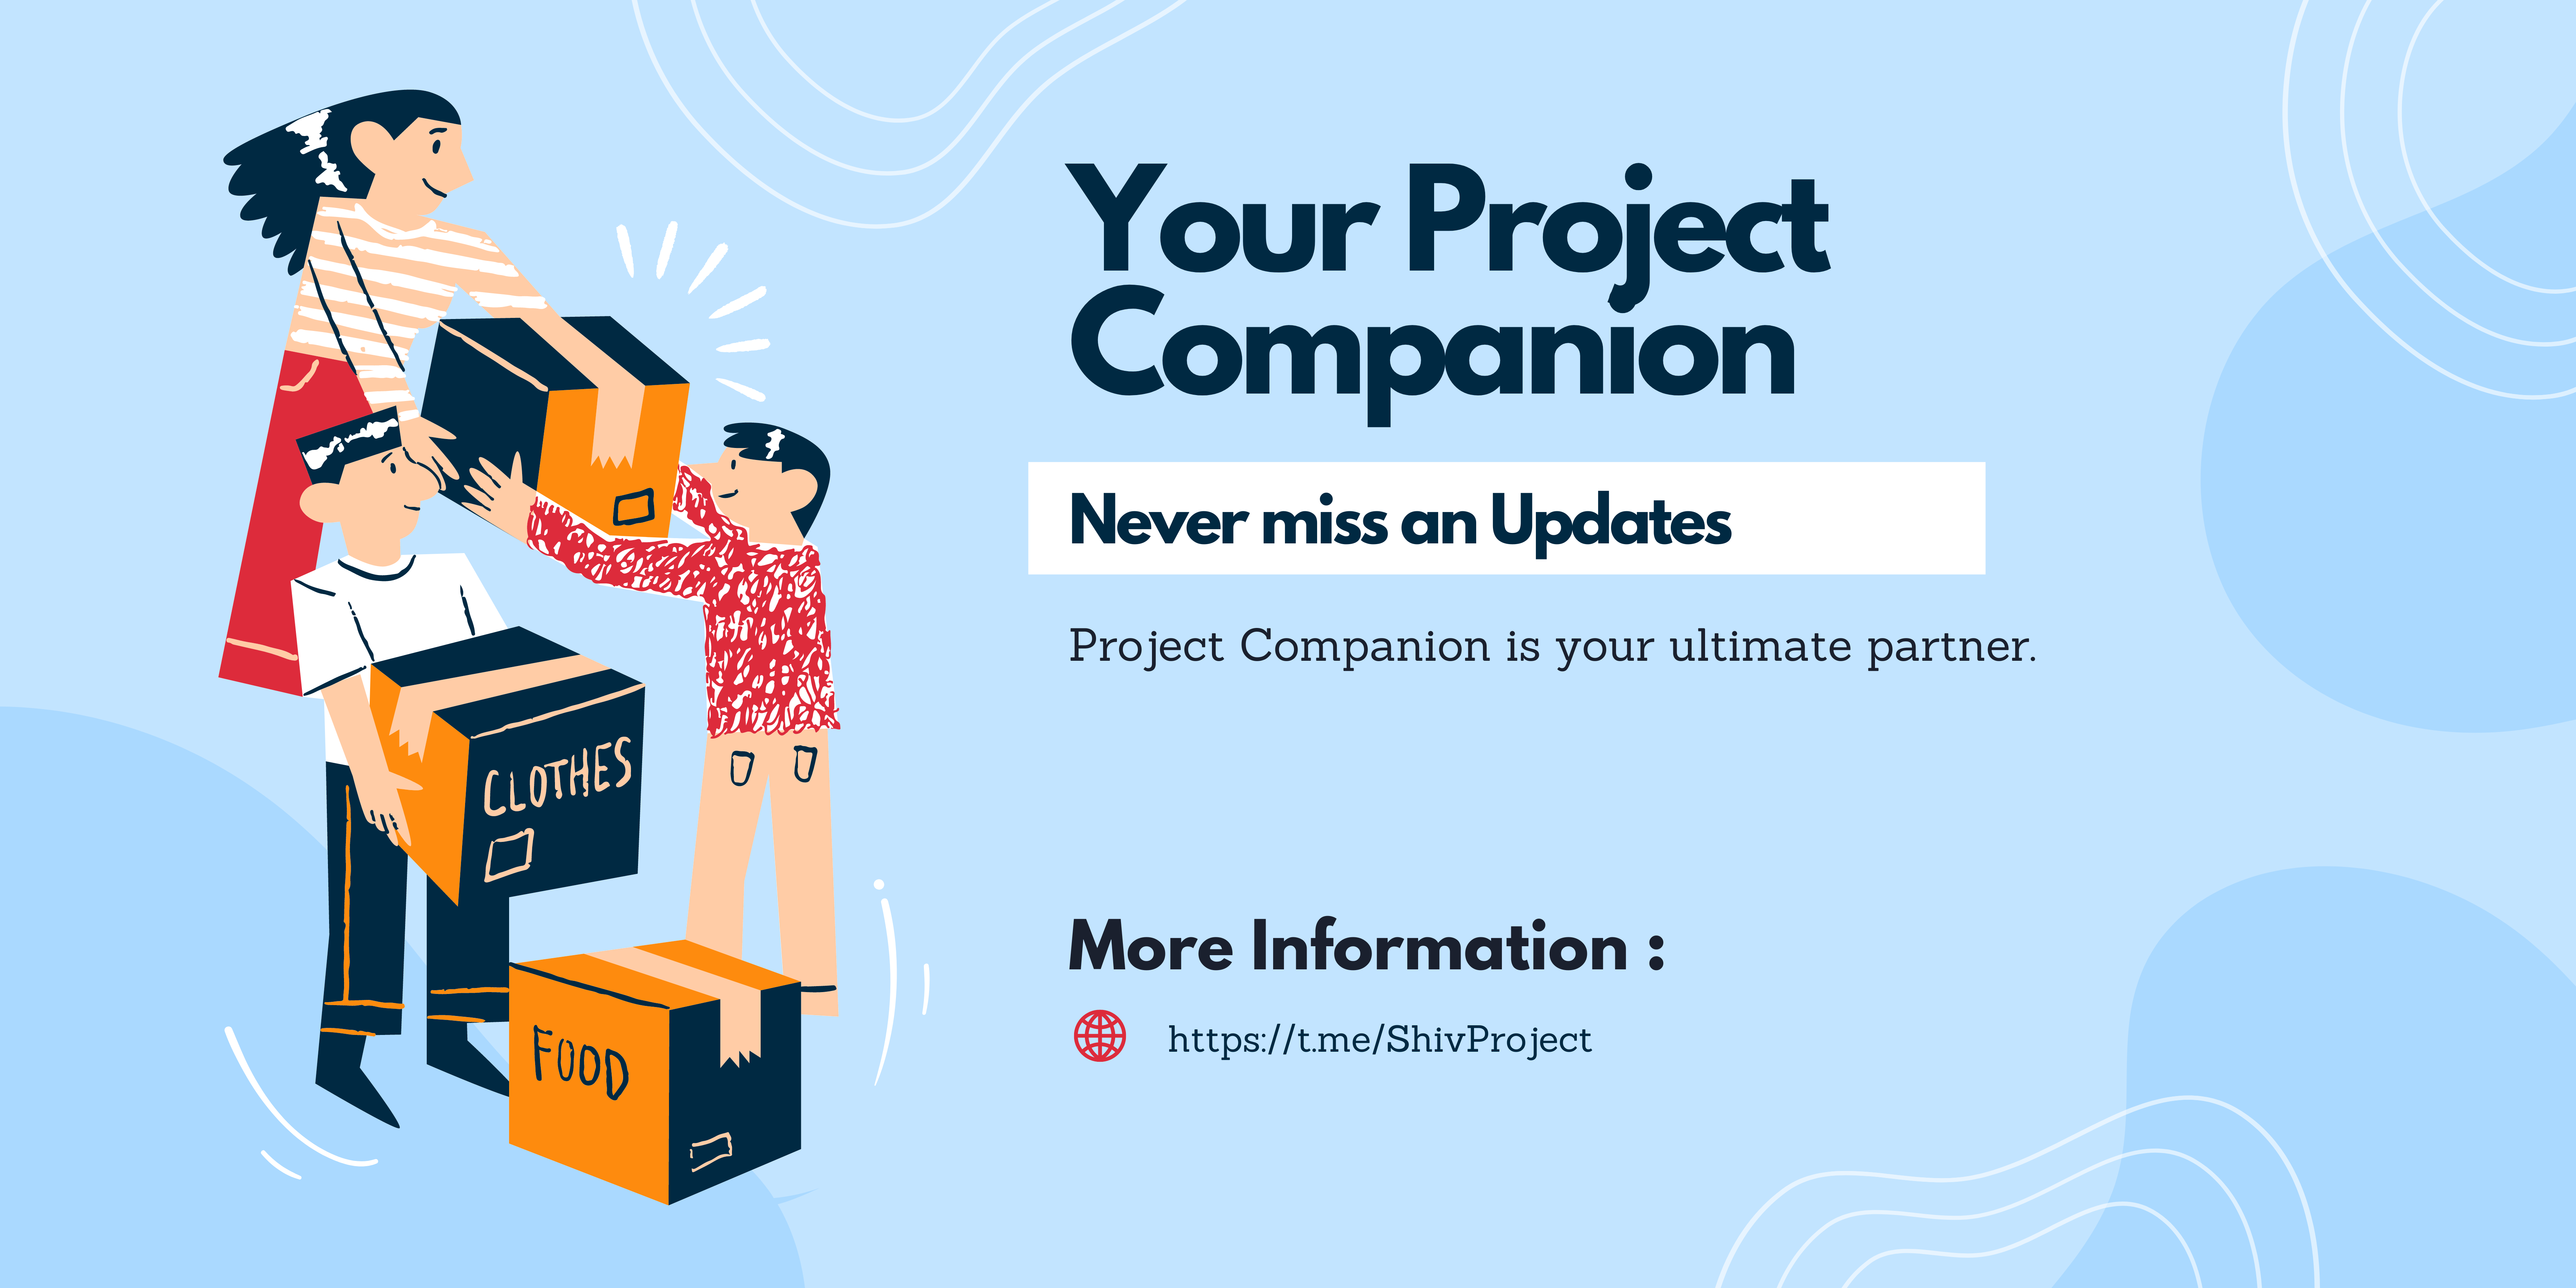 Your Project
Companion
Never miss an Updates
Project Companion is your ultimate partner.
CLOTHES
FOOD
More Information :
https://t.me/ShivProject